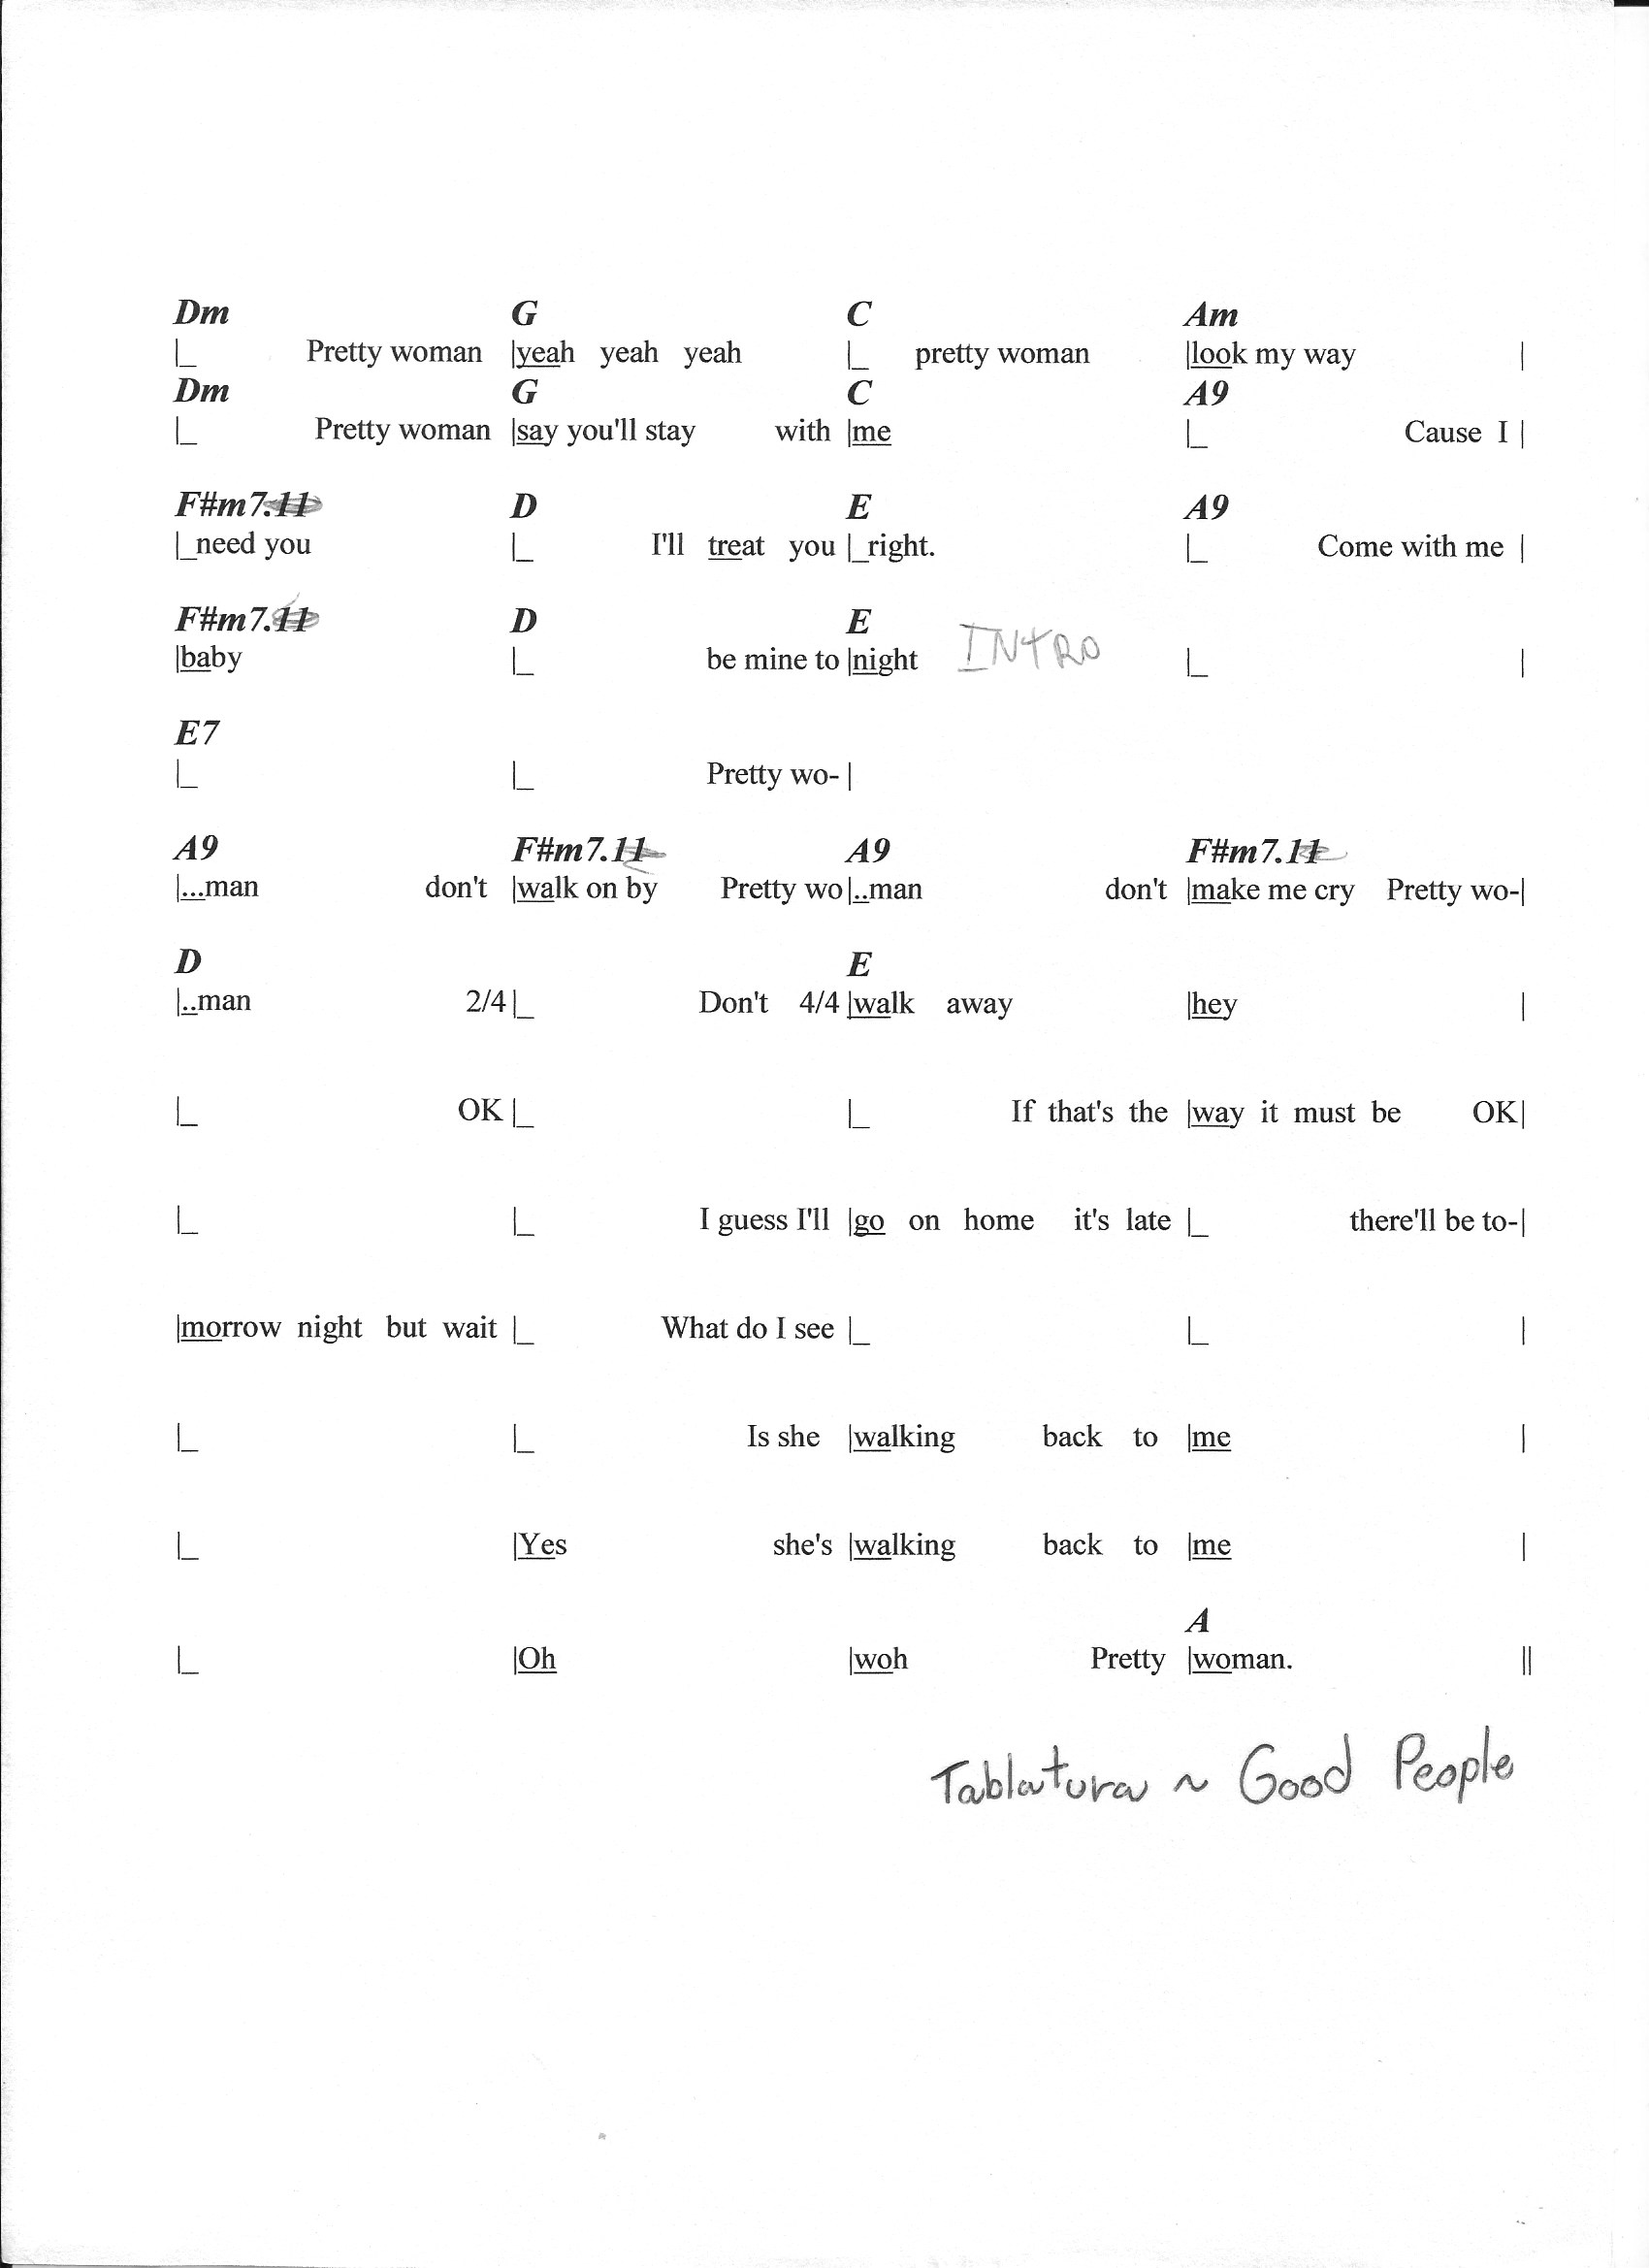 Dm G C Am
|_ Pretty woman |yeah yeah yeah |_ pretty woman |look my way |
Dm G C A9
|_ Pretty woman |say you'll stay with |me |_ Cause I |
F#m7.11 D E A9
|_need you |_ I'll treat you |_right. |_ Come with me |
F#m7.11 D E
|baby |_ be mine to |night INTRO |_ |
E7
|_ |_ Pretty wo- |
A9 F#m7.11 A9 F#m7.11
|...man don't |walk on by Pretty wo|..man don't |make me cry Pretty wo-|
D E
|..man 2/4|_ Don't 4/4 |walk away |hey |
|_ OK|_ |_ If that's the |way it must be OK|
|_ |_ I guess I'll |go on home it's late |_ there'll be to-|
|morrow night but wait |_ What do I see |_ |_ |
|_ |_ Is she |walking back to |me |
|_ |Yes she's |walking back to |me |
A
|_ |Oh |woh Pretty |woman. ||
Tablatura ~ Good People